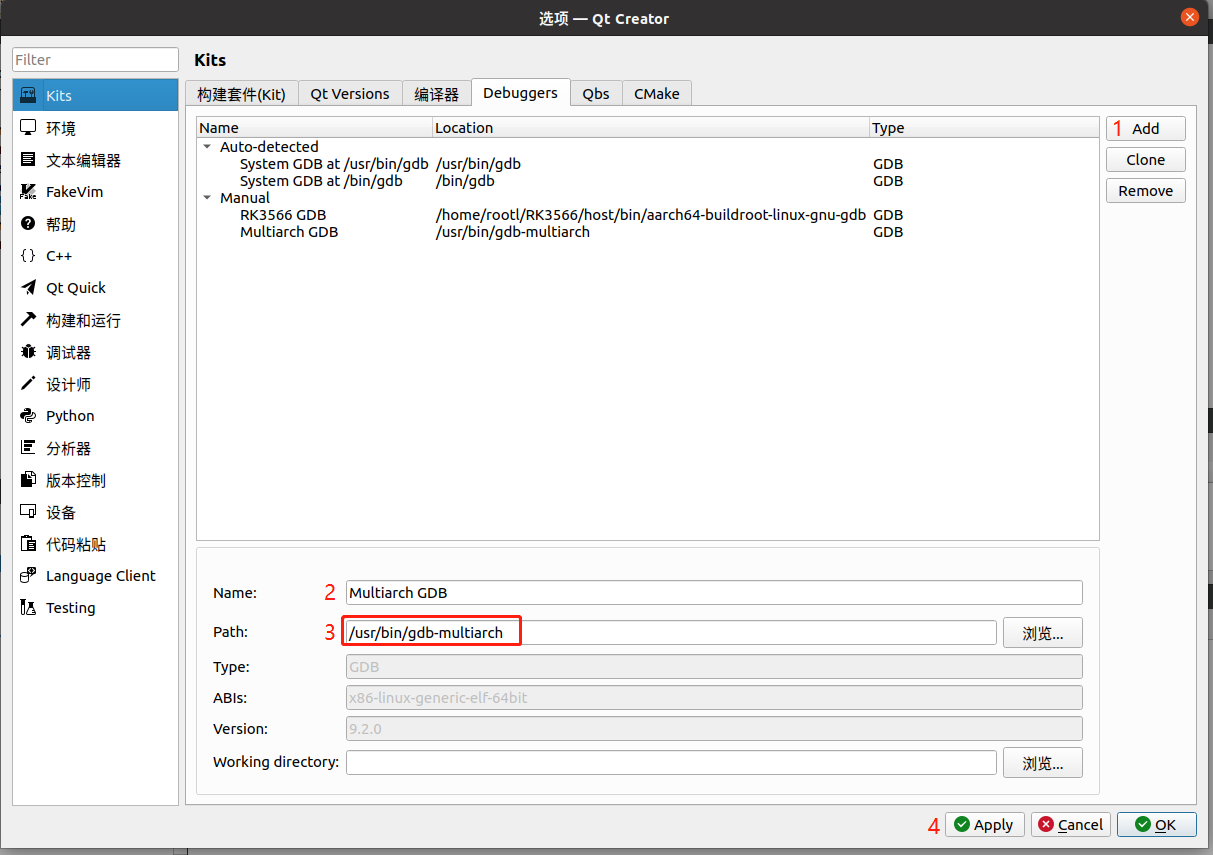 选项 — Qt Creator
Filter
Kits
环境
文本编辑器
FakeVim
帮助
C++
Qt Quick
构建和运行
调试器
设计师
Python
分析器
版本控制
设备
代码粘贴
Language Client
Testing
Kits
构建套件(Kit) Qt Versions 编译器 Debuggers Qbs CMake
Name Location Type
Auto-detected
System GDB at /usr/bin/gdb /usr/bin/gdb GDB
System GDB at /bin/gdb /bin/gdb GDB
Manual
RK3566 GDB /home/rootl/RK3566/host/bin/aarch64-buildroot-linux-gnu-gdb GDB
Multiarch GDB /usr/bin/gdb-multiarch GDB
1 Add
Clone
Remove
Name: 2 Multiarch GDB
Path: 3 /usr/bin/gdb-multiarch 浏览...
Type: GDB
ABIs: x86-linux-generic-elf-64bit
Version: 9.2.0
Working directory: 浏览...
4 Apply Cancel OK